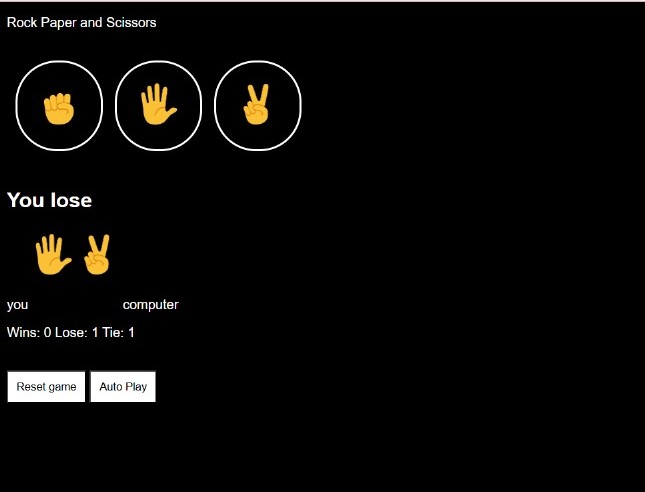 Rock Paper and Scissors
You lose
you computer
Wins: 0 Lose: 1 Tie: 1
Reset game Auto Play